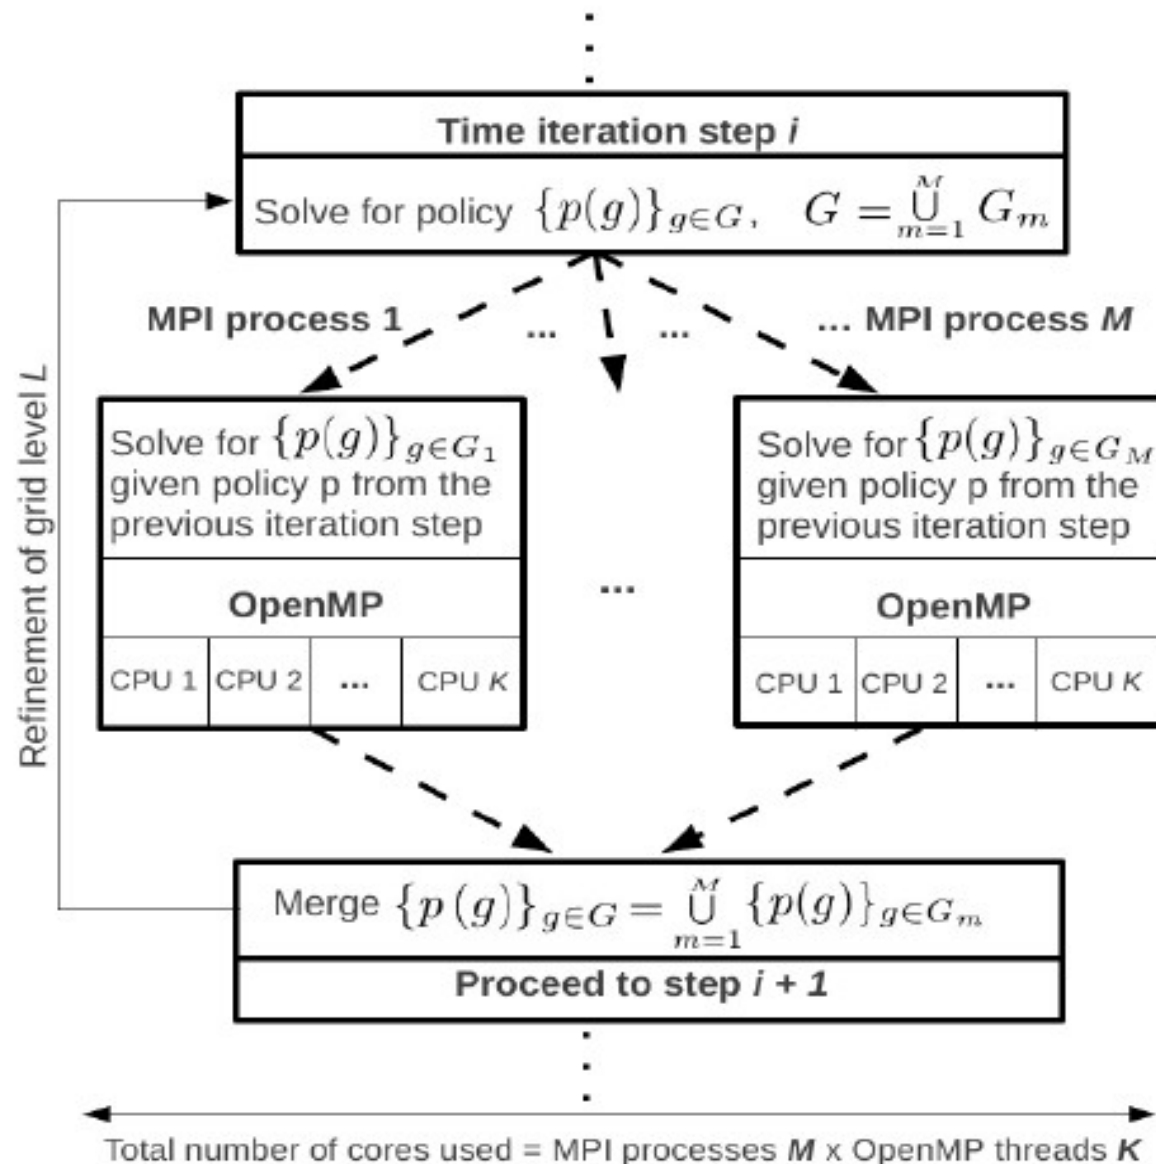 Time iteration step i
Solve for policy {p(g)}_{g∈G}, G = ⋃_{m=1}^{M} G_m
MPI process 1 ... ... ... MPI process M
Solve for {p(g)}_{g∈G_1}
given policy p from the
previous iteration step
OpenMP
CPU 1 CPU 2 ... CPU K
...
Solve for {p(g)}_{g∈G_M}
given policy p from the
previous iteration step
OpenMP
CPU 1 CPU 2 ... CPU K
Refinement of grid level L
Merge {p(g)}_{g∈G} = ⋃_{m=1}^{M} {p(g)}_{g∈G_m}
Proceed to step i + 1
Total number of cores used = MPI processes M x OpenMP threads K